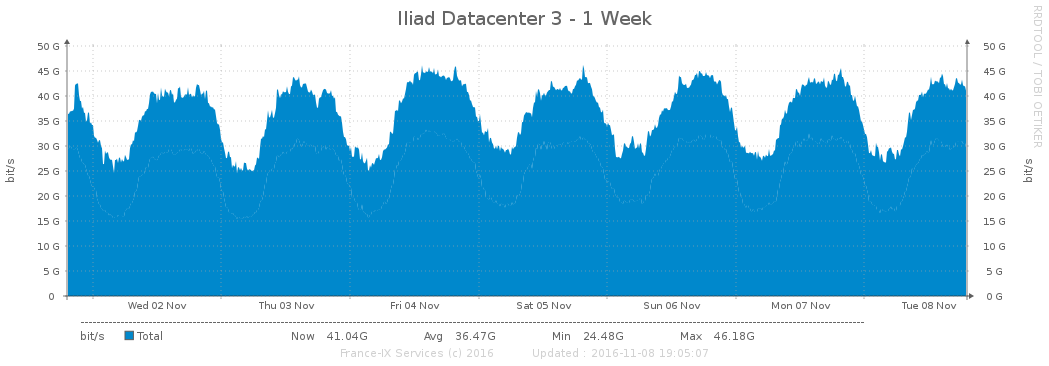 Iliad Datacenter 3 - 1 Week
RRDTOOL / TOBI OETIKER
50 G 50 G
45 G 45 G
40 G 40 G
35 G 35 G
30 G 30 G
25 G 25 G
20 G 20 G
15 G 15 G
10 G 10 G
5 G 5 G
0 0 G
bit/s bit/s
Wed 02 Nov Thu 03 Nov Fri 04 Nov Sat 05 Nov Sun 06 Nov Mon 07 Nov Tue 08 Nov
bit/s Total Now 41.04G Avg 36.47G Min 24.48G Max 46.18G
France-IX Services (c) 2016 Updated : 2016-11-08 19:05:07